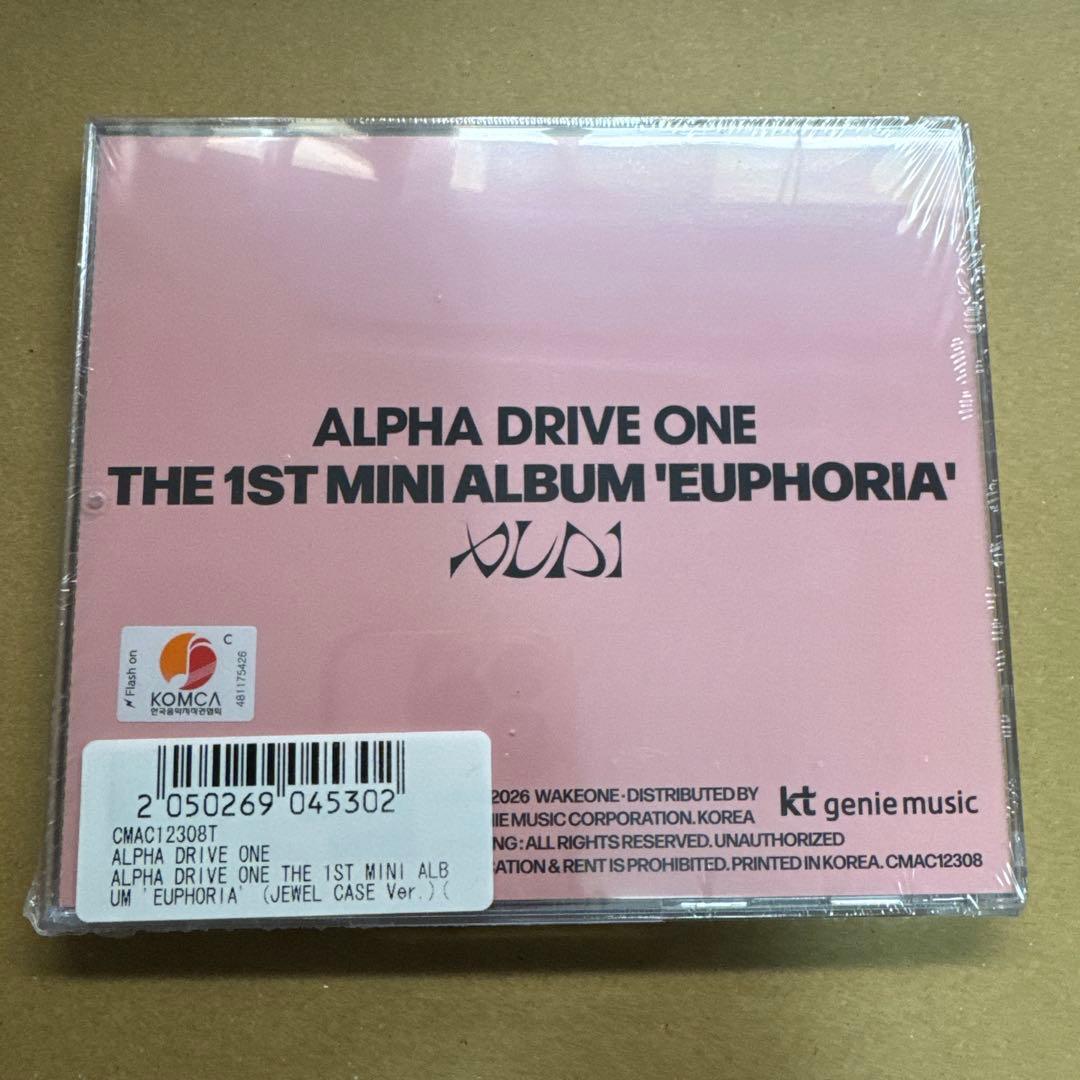 ALPHA DRIVE ONE
THE 1ST MINI ALBUM 'EUPHORIA'
Flash on
C
481175426
KOMCA
한국음악저작권협회
2 050269 045302
CMAC12308T
ALPHA DRIVE ONE
ALPHA DRIVE ONE THE 1ST MINI ALB
UM 'EUPHORIA' (JEWEL CASE Ver.)(
2026 WAKEONE · DISTRIBUTED BY
MUSIC CORPORATION. KOREA
: ALL RIGHTS RESERVED. UNAUTHORIZED
& RENT IS PROHIBITED. PRINTED IN KOREA. CMAC12308
kt genie music